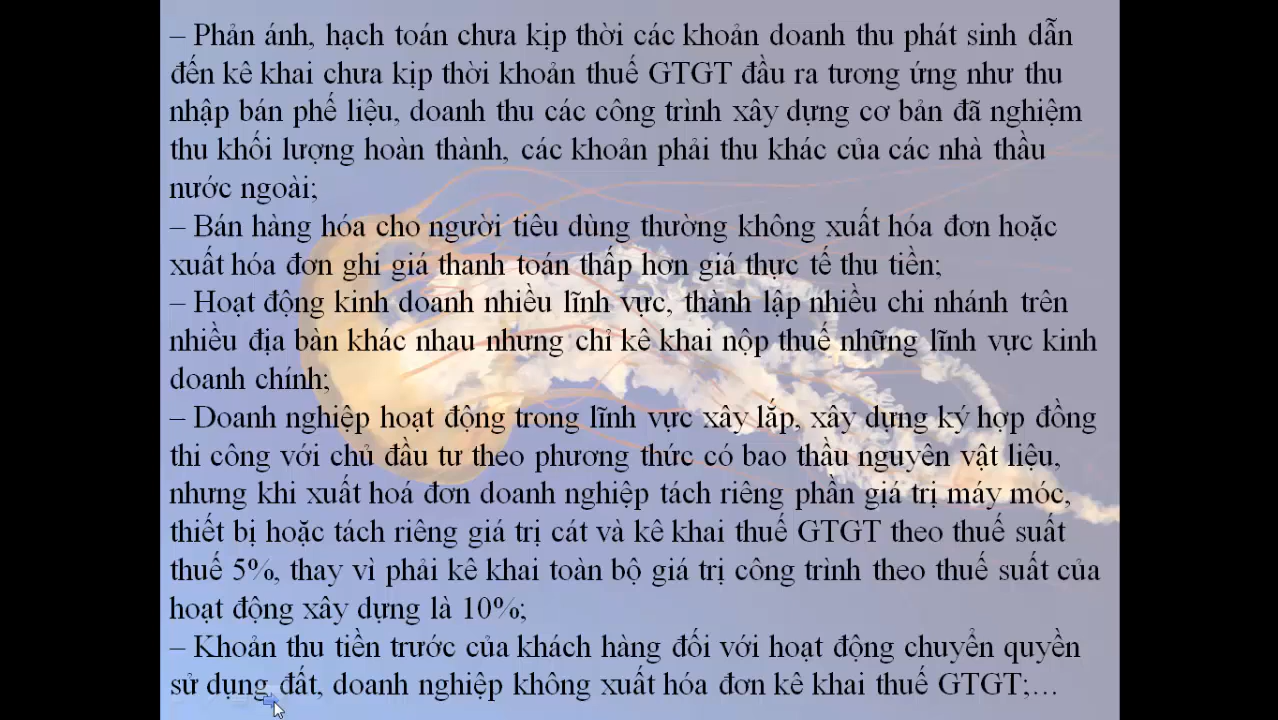 – Phản ánh, hạch toán chưa kịp thời các khoản doanh thu phát sinh dẫn
đến kê khai chưa kịp thời khoản thuế GTGT đầu ra tương ứng như thu
nhập bán phế liệu, doanh thu các công trình xây dựng cơ bản đã nghiệm
thu khối lượng hoàn thành, các khoản phải thu khác của các nhà thầu
nước ngoài;
– Bán hàng hóa cho người tiêu dùng thường không xuất hóa đơn hoặc
xuất hóa đơn ghi giá thanh toán thấp hơn giá thực tế thu tiền;
– Hoạt động kinh doanh nhiều lĩnh vực, thành lập nhiều chi nhánh trên
nhiều địa bàn khác nhau nhưng chỉ kê khai nộp thuế những lĩnh vực kinh
doanh chính;
– Doanh nghiệp hoạt động trong lĩnh vực xây lắp, xây dựng ký hợp đồng
thi công với chủ đầu tư theo phương thức có bao thầu nguyên vật liệu,
nhưng khi xuất hoá đơn doanh nghiệp tách riêng phần giá trị máy móc,
thiết bị hoặc tách riêng giá trị cát và kê khai thuế GTGT theo thuế suất
thuế 5%, thay vì phải kê khai toàn bộ giá trị công trình theo thuế suất của
hoạt động xây dựng là 10%;
– Khoản thu tiền trước của khách hàng đối với hoạt động chuyển quyền
sử dụng đất, doanh nghiệp không xuất hóa đơn kê khai thuế GTGT;…